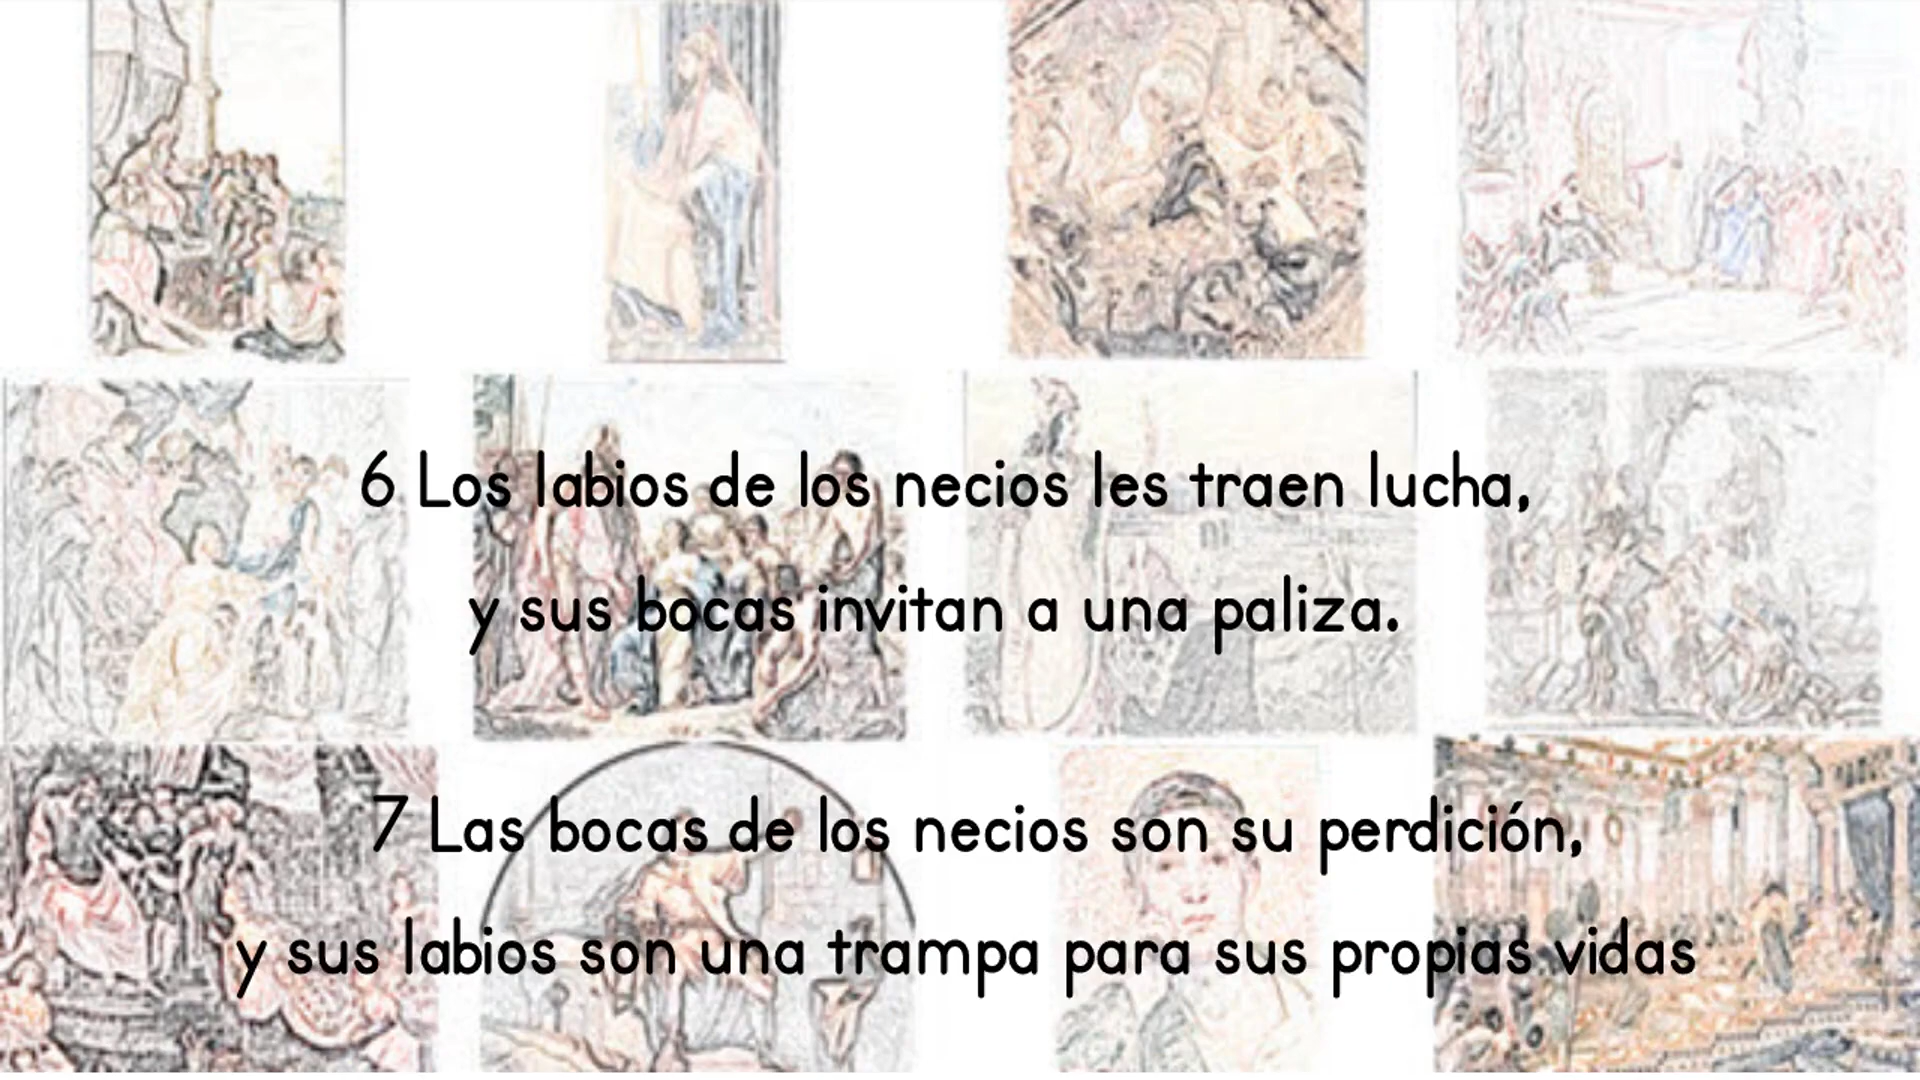 6 Los labios de los necios les traen lucha,
y sus bocas invitan a una paliza.
7 Las bocas de los necios son su perdición,
y sus labios son una trampa para sus propias vidas